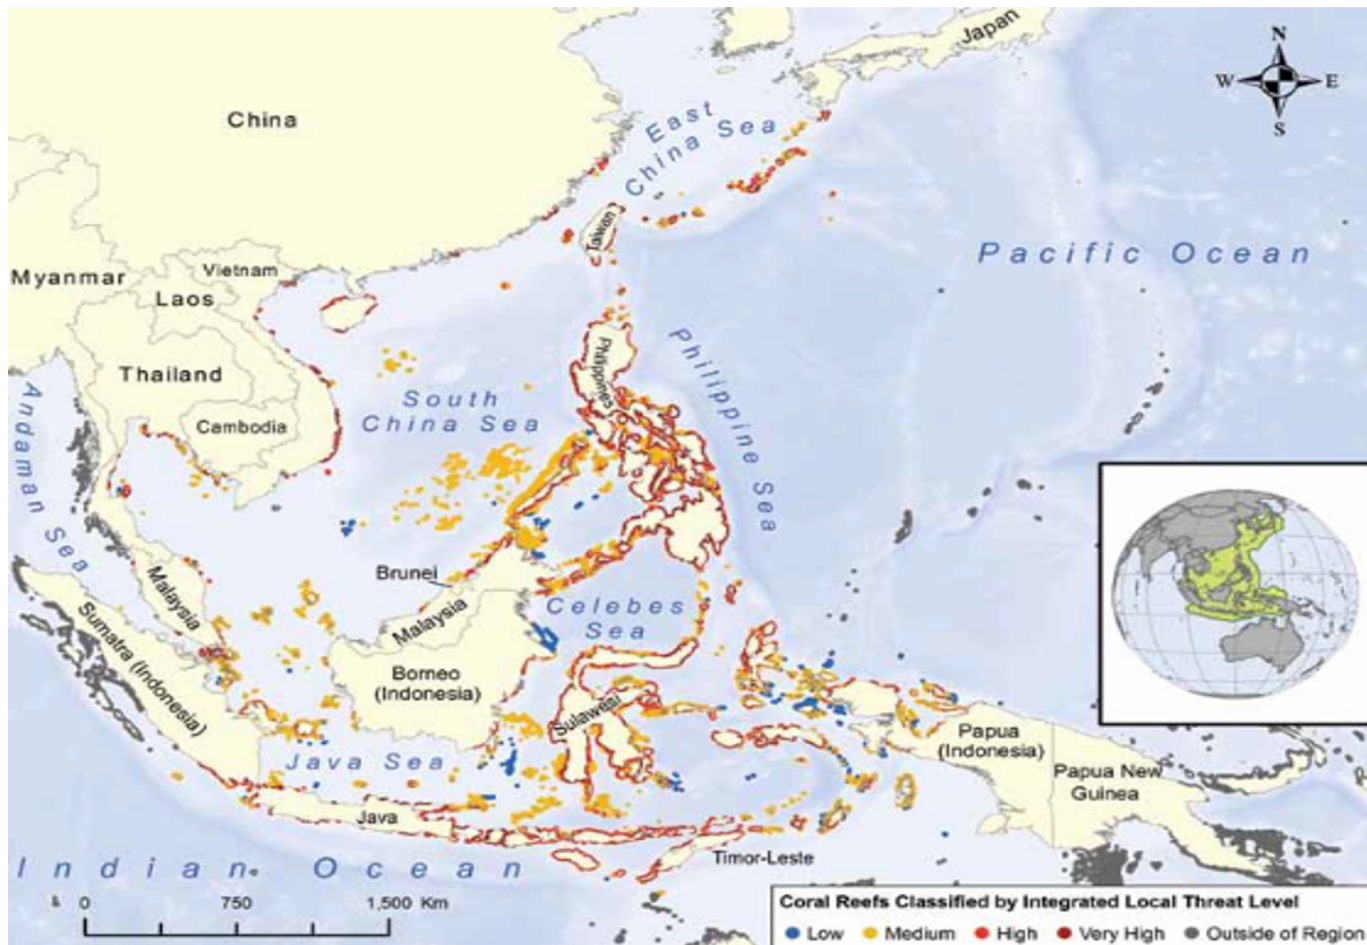 Japan
N
W E
S
China
East
China Sea
Taiwan
Pacific Ocean
Myanmar
Vietnam
Laos
Thailand
Philippines
Philippine Sea
South
China Sea
Cambodia
Andaman Sea
Brunei
Malaysia
Malaysia
Celebes
Sea
Sumatra (Indonesia)
Borneo
(Indonesia)
Sulawesi
Papua
(Indonesia)
Papua New
Guinea
Java Sea
Java
Timor-Leste
Indian Ocean
0 750 1,500 Km
Coral Reefs Classified by Integrated Local Threat Level
Low Medium High Very High Outside of Region